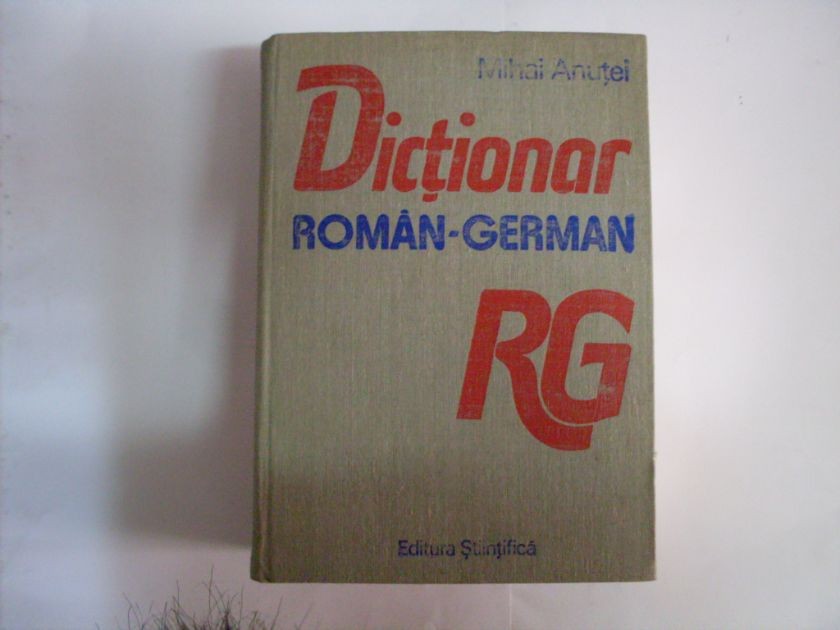 Mihai Anuței
Dicționar
ROMÂN-GERMAN
RG
Editura Științifică